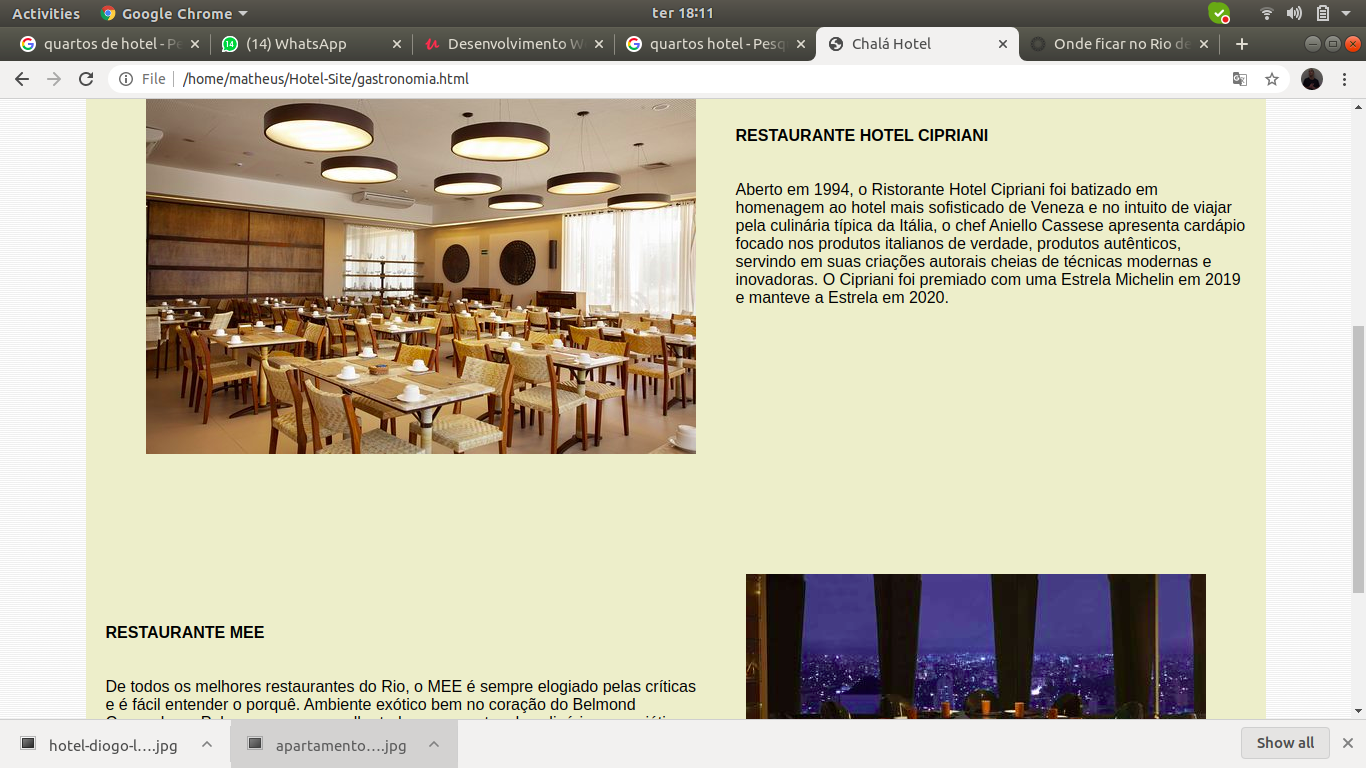 Activities Google Chrome ter 18:11
quartos de hotel - Pe (14) WhatsApp Desenvolvimento W quartos hotel - Pesq Chalá Hotel Onde ficar no Rio de
File /home/matheus/Hotel-Site/gastronomia.html
RESTAURANTE HOTEL CIPRIANI
Aberto em 1994, o Ristorante Hotel Cipriani foi batizado em
homenagem ao hotel mais sofisticado de Veneza e no intuito de viajar
pela culinária típica da Itália, o chef Aniello Cassese apresenta cardápio
focado nos produtos italianos de verdade, produtos autênticos,
servindo em suas criações autorais cheias de técnicas modernas e
inovadoras. O Cipriani foi premiado com uma Estrela Michelin em 2019
e manteve a Estrela em 2020.
RESTAURANTE MEE
De todos os melhores restaurantes do Rio, o MEE é sempre elogiado pelas críticas
e é fácil entender o porquê. Ambiente exótico bem no coração do Belmond
hotel-diogo-l....jpg apartamento....jpg Show all